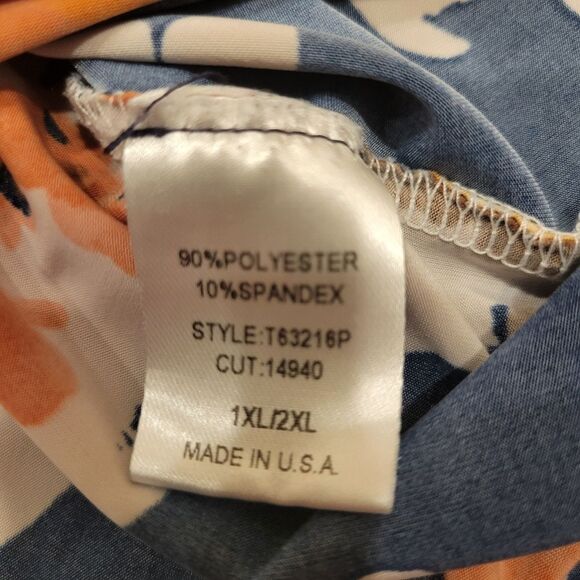 90%POLYESTER
10%SPANDEX
STYLE:T63216P
CUT:14940
1XL/2XL
MADE IN U.S.A.